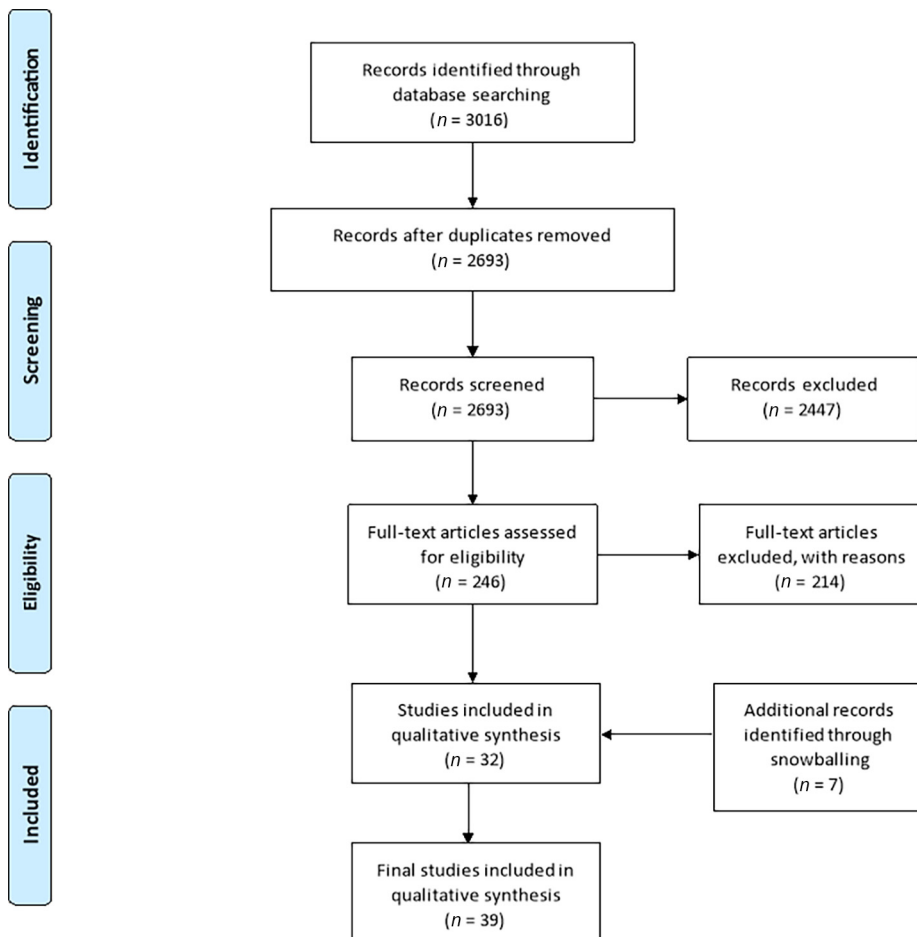 Identification
Records identified through
database searching
(n = 3016)
Records after duplicates removed
(n = 2693)
Screening
Records screened
(n = 2693)
Records excluded
(n = 2447)
Eligibility
Full-text articles assessed
for eligibility
(n = 246)
Full-text articles
excluded, with reasons
(n = 214)
Included
Studies included in
qualitative synthesis
(n = 32)
Additional records
identified through
snowballing
(n = 7)
Final studies included in
qualitative synthesis
(n = 39)